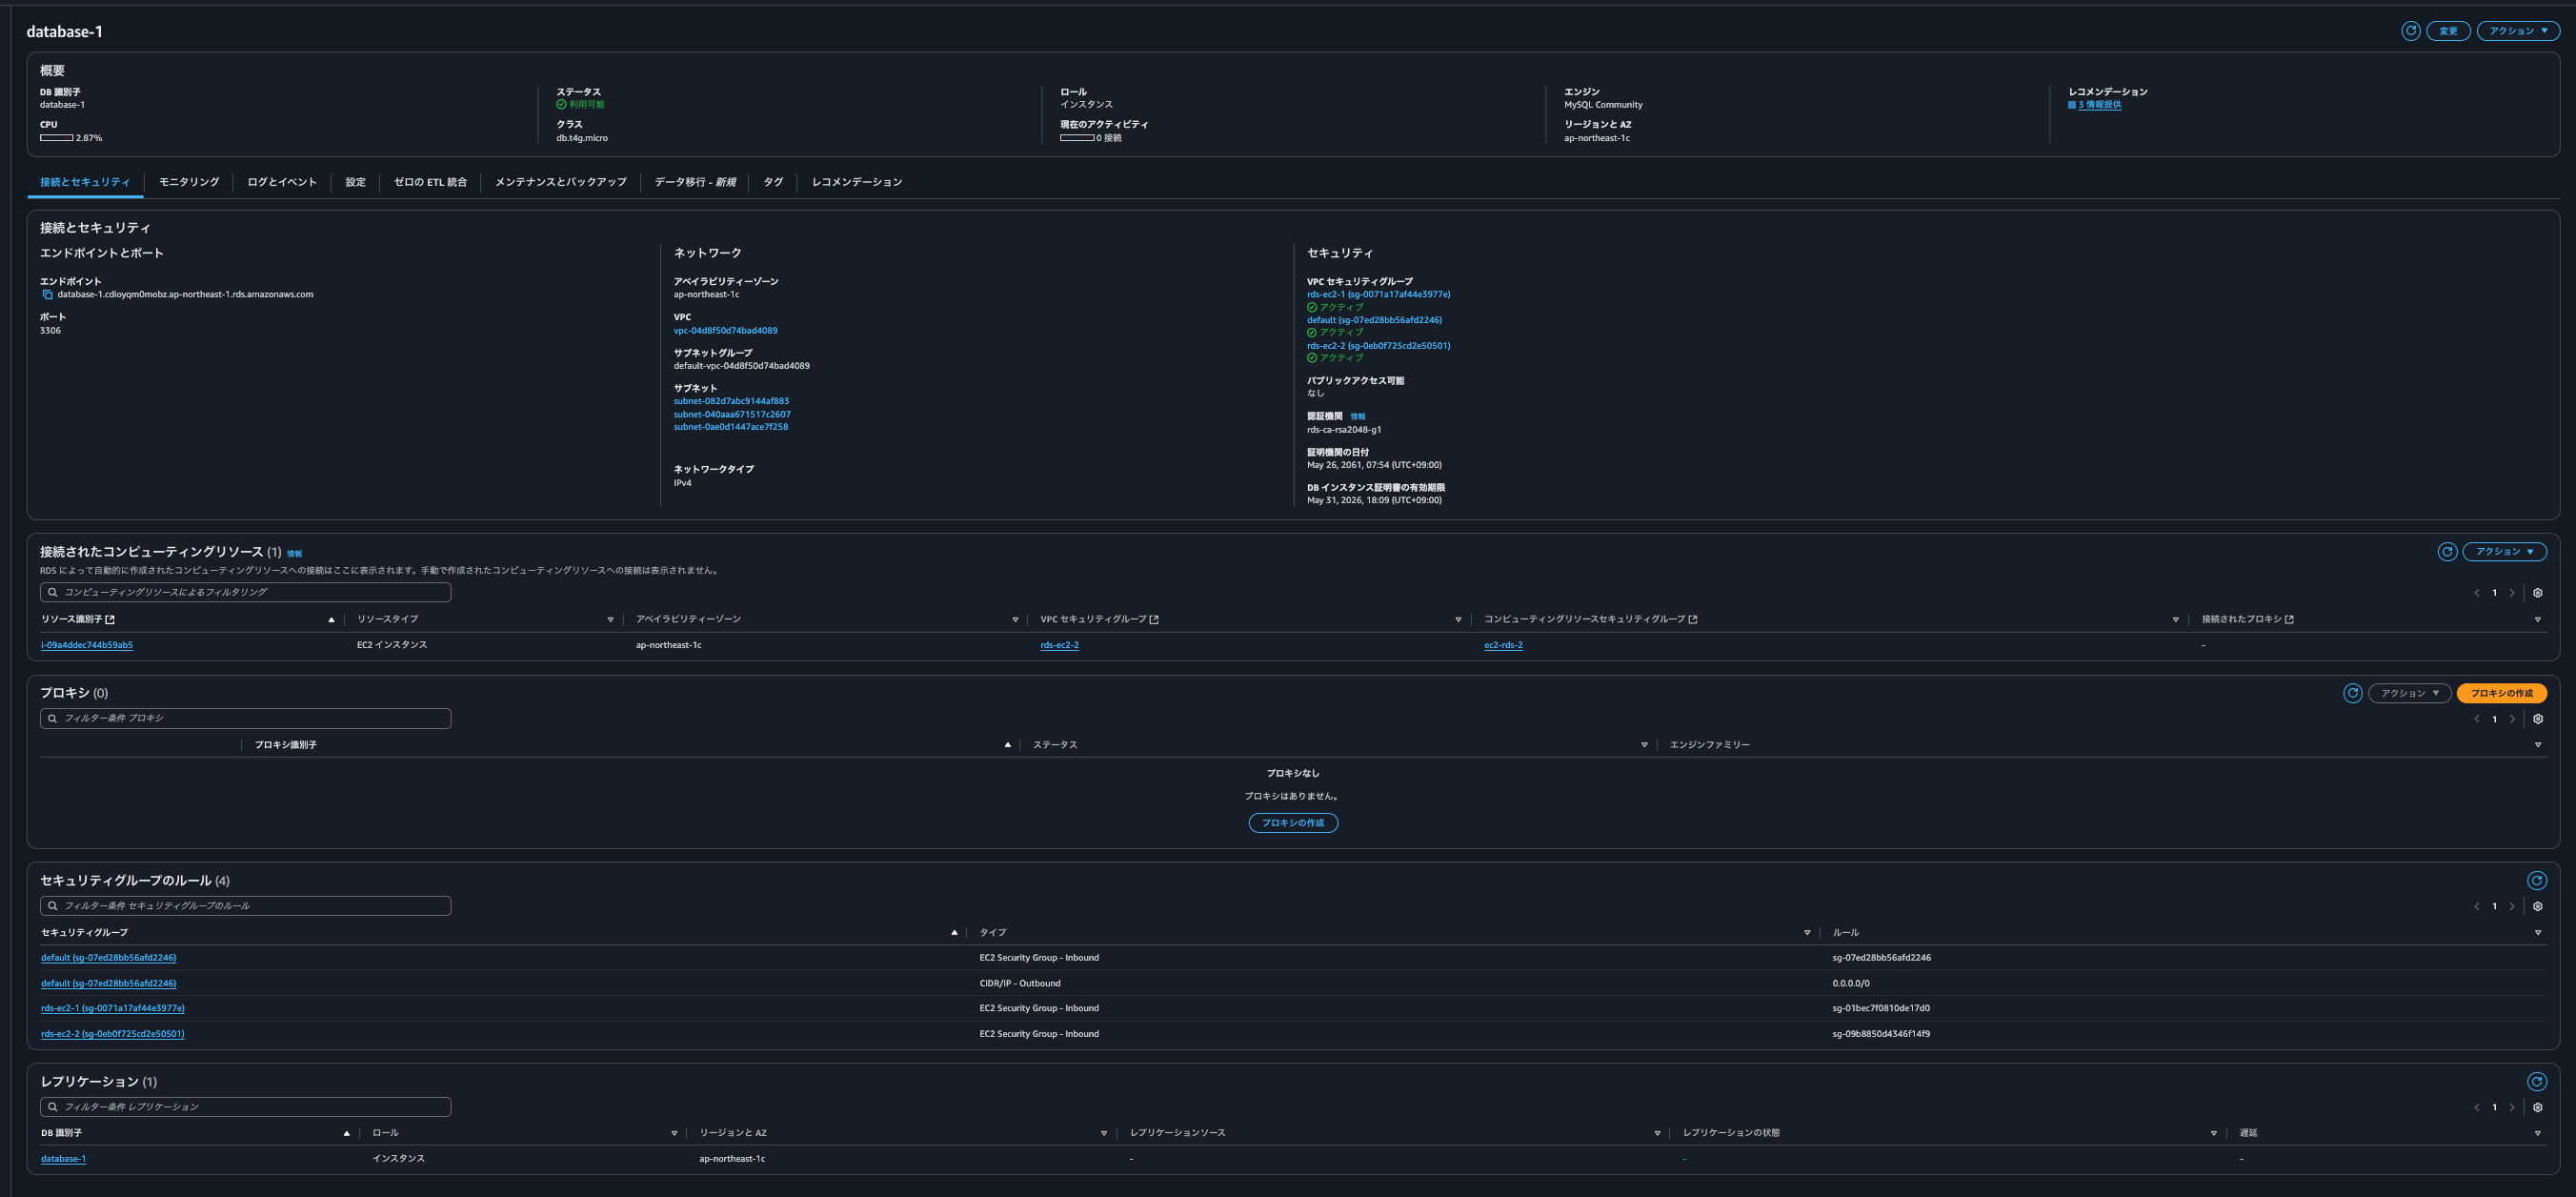 database-1
変更
アクション
概要
DB 識別子
database-1
CPU
2.87%
ステータス
利用可能
クラス
db.t4g.micro
ロール
インスタンス
現在のアクティビティ
0 接続
エンジン
MySQL Community
リージョンと AZ
ap-northeast-1c
レコメンデーション
3 情報提供
接続とセキュリティ
モニタリング
ログとイベント
設定
ゼロの ETL 統合
メンテナンスとバックアップ
データ移行 - 新規
タグ
レコメンデーション
接続とセキュリティ
エンドポイントとポート
エンドポイント
database-1.cdioyqm0mobz.ap-northeast-1.rds.amazonaws.com
ポート
3306
ネットワーク
アベイラビリティーゾーン
ap-northeast-1c
VPC
vpc-04d8f50d74bad4089
サブネットグループ
default-vpc-04d8f50d74bad4089
サブネット
subnet-082d7abc9144af883
subnet-040aaa671517c2607
subnet-0ae0d1447ace7f258
ネットワークタイプ
IPv4
セキュリティ
VPC セキュリティグループ
rds-ec2-1 (sg-0071a17af44e3977e)
アクティブ
default (sg-07ed28bb56afd2246)
アクティブ
rds-ec2-2 (sg-0eb0f725cd2e50501)
アクティブ
パブリックアクセス可能
なし
認証機関 情報
rds-ca-rsa2048-g1
証明機関の日付
May 26, 2061, 07:54 (UTC+09:00)
DB インスタンス証明書の有効期限
May 31, 2026, 18:09 (UTC+09:00)
接続されたコンピューティングリソース (1) 情報
アクション
RDS によって自動的に作成されたコンピューティングリソースへの接続はここに表示されます。手動で作成されたコンピューティングリソースへの接続は表示されません。
コンピューティングリソースによるフィルタリング
1
リソース識別子 リソースタイプ アベイラビリティーゾーン VPC セキュリティグループ コンピューティングリソースセキュリティグループ 接続されたプロキシ
i-09a4ddec744b59ab5 EC2 インスタンス ap-northeast-1c rds-ec2-2 ec2-rds-2 -
プロキシ (0)
アクション
プロキシの作成
フィルター条件 プロキシ
1
プロキシ識別子 ステータス エンジンファミリー
プロキシなし
プロキシはありません。
プロキシの作成
セキュリティグループのルール (4)
フィルター条件 セキュリティグループのルール
1
セキュリティグループ タイプ ルール
default (sg-07ed28bb56afd2246) EC2 Security Group - Inbound sg-07ed28bb56afd2246
default (sg-07ed28bb56afd2246) CIDR/IP - Outbound 0.0.0.0/0
rds-ec2-1 (sg-0071a17af44e3977e) EC2 Security Group - Inbound sg-01bec7f0810de17d0
rds-ec2-2 (sg-0eb0f725cd2e50501) EC2 Security Group - Inbound sg-09b8850d4346f14f9
レプリケーション (1)
フィルター条件 レプリケーション
1
DB 識別子 ロール リージョンと AZ レプリケーションソース レプリケーションの状態 遅延
database-1 インスタンス ap-northeast-1c - - -